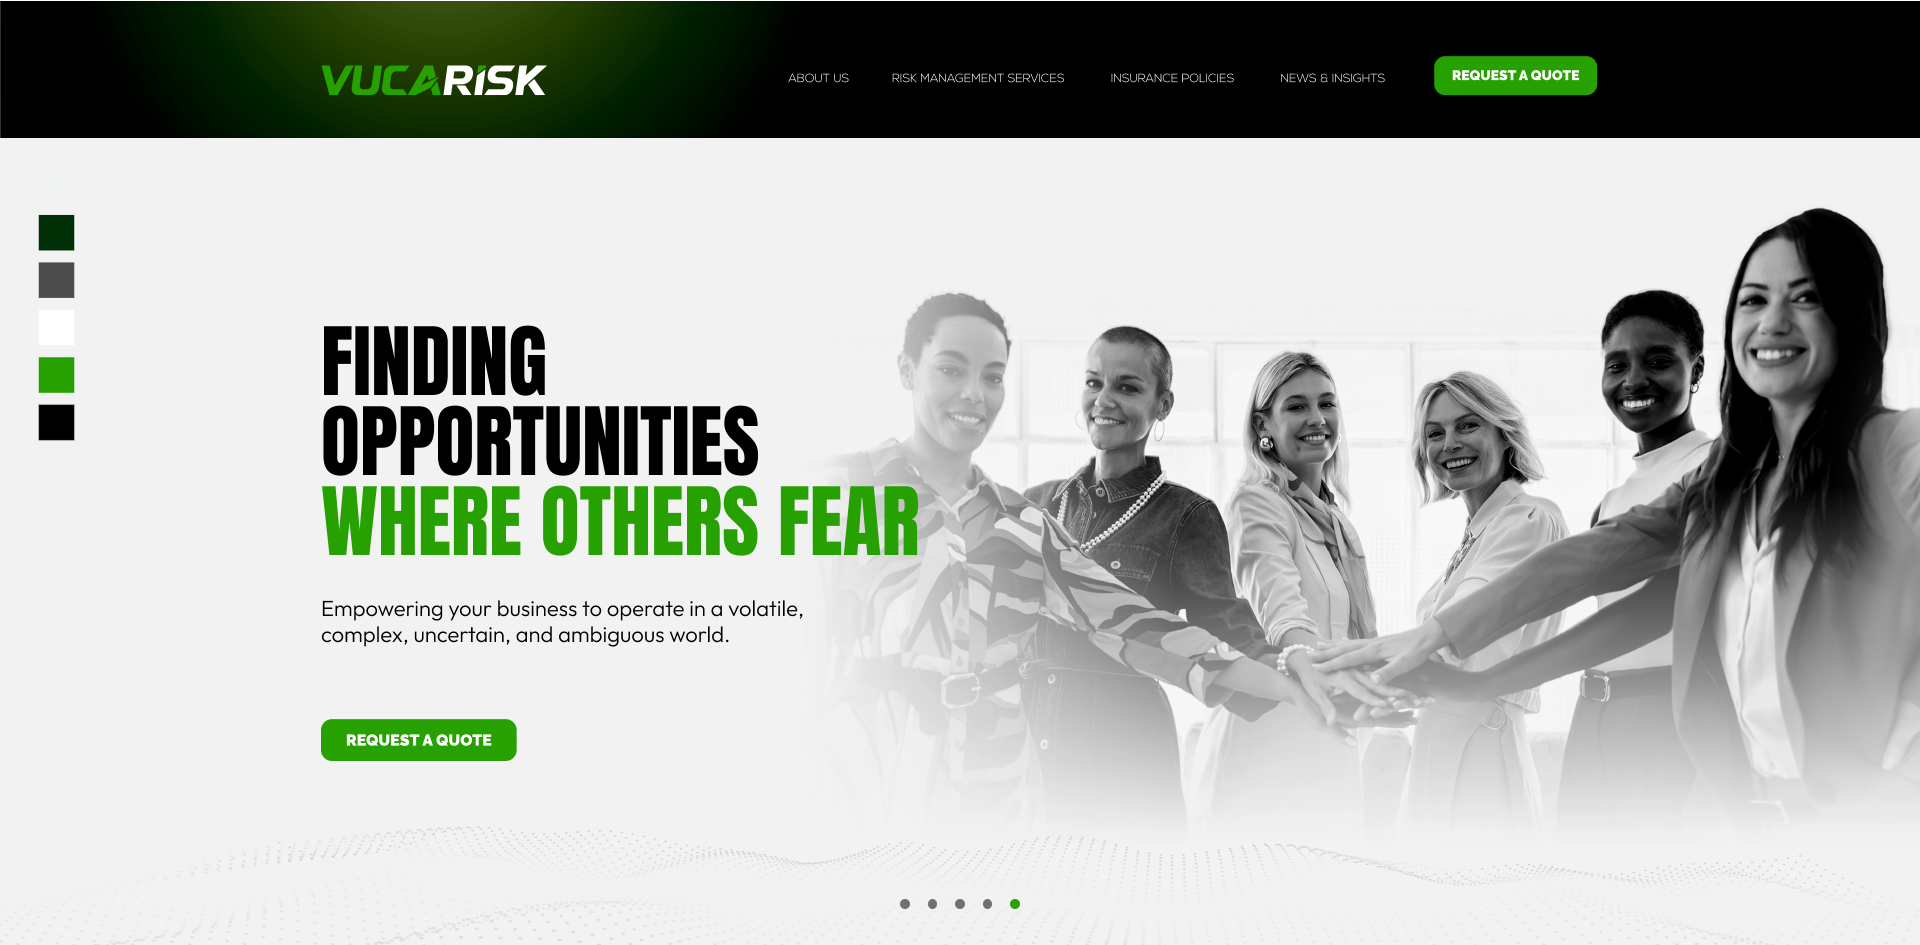 VUCARISK
ABOUT US
RISK MANAGEMENT SERVICES
INSURANCE POLICIES
NEWS & INSIGHTS
REQUEST A QUOTE
FINDING
OPPORTUNITIES
WHERE OTHERS FEAR
Empowering your business to operate in a volatile,
complex, uncertain, and ambiguous world.
REQUEST A QUOTE